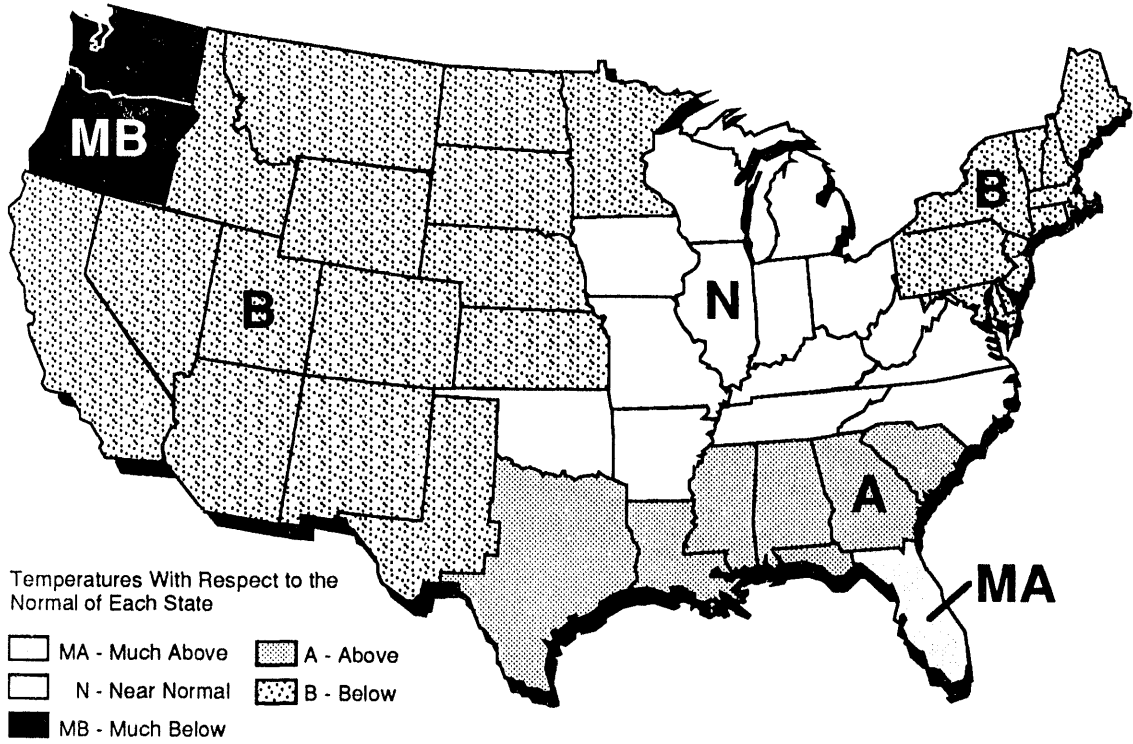 MB
B
B
N
A
MA
Temperatures With Respect to the
Normal of Each State
MA - Much Above
A - Above
N - Near Normal
B - Below
MB - Much Below